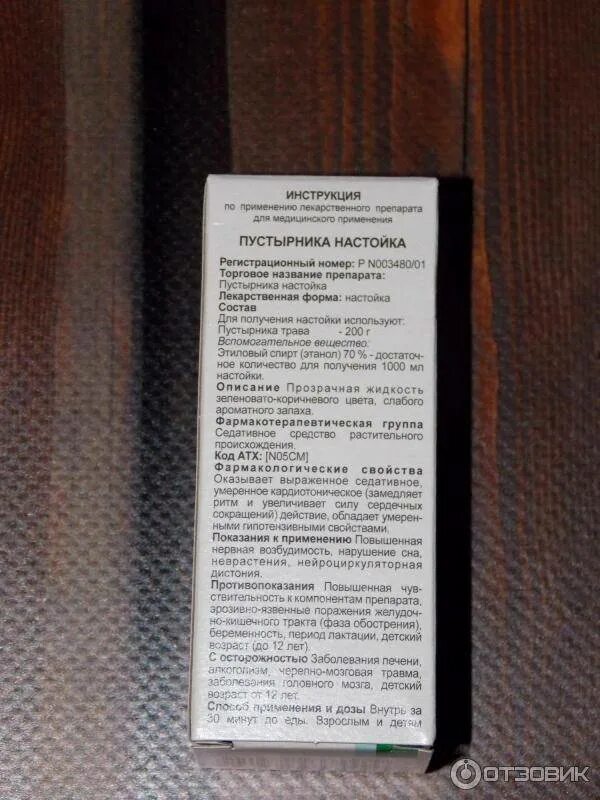 ИНСТРУКЦИЯ
по применению лекарственного препарата
для медицинского применения
ПУСТЫРНИКА НАСТОЙКА
Регистрационный номер: Р N003480/01
Торговое название препарата:
Пустырника настойка
Лекарственная форма: настойка
Состав
Для получения настойки используют:
Пустырника трава - 200 г
Вспомогательное вещество:
Этиловый спирт (этанол) 70 % - достаточ-
ное количество для получения 1000 мл
настойки.
Описание Прозрачная жидкость
зеленовато-коричневого цвета, слабого
ароматного запаха.
Фармакотерапевтическая группа
Седативное средство растительного
происхождения.
Код АТХ: [N05CM]
Фармакологические свойства
Оказывает выраженное седативное,
умеренное кардиотоническое (замедляет
ритм и увеличивает силу сердечных
сокращений) действие, обладает умерен-
ными гипотензивными свойствами.
Показания к применению Повышенная
нервная возбудимость, нарушение сна,
неврастения, нейроциркуляторная
дистония.
Противопоказания Повышенная чув-
ствительность к компонентам препарата,
эрозивно-язвенные поражения желудоч-
но-кишечного тракта (фаза обострения),
беременность, период лактации, детский
возраст (до 12 лет).
С осторожностью Заболевания печени,
алкоголизм, черепно-мозговая травма,
заболевания головного мозга, детский
возраст от 12 лет.
Способ применения и дозы Внутрь за
30 минут до еды. Взрослым и детям
ОТЗОВИК